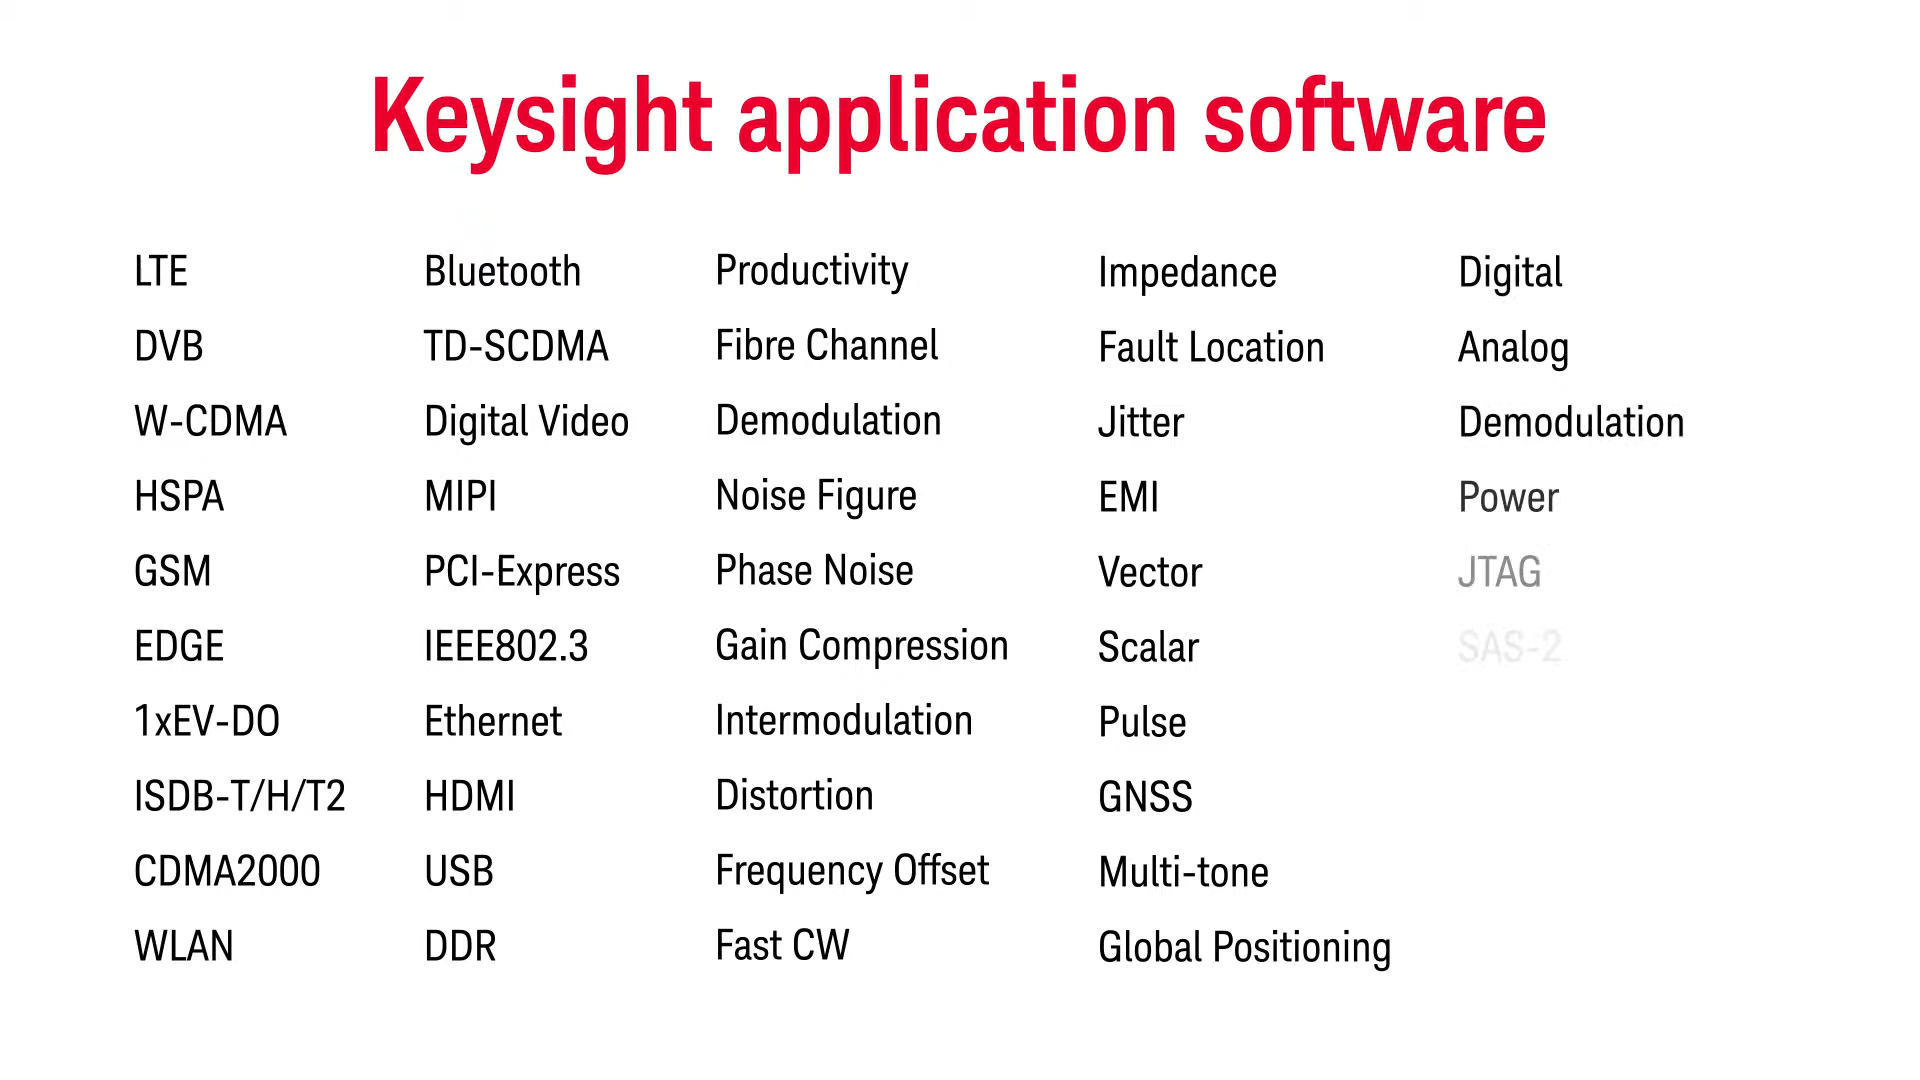 Keysight application software
LTE
DVB
W-CDMA
HSPA
GSM
EDGE
1xEV-DO
ISDB-T/H/T2
CDMA2000
WLAN
Bluetooth
TD-SCDMA
Digital Video
MIPI
PCI-Express
IEEE802.3
Ethernet
HDMI
USB
DDR
Productivity
Fibre Channel
Demodulation
Noise Figure
Phase Noise
Gain Compression
Intermodulation
Distortion
Frequency Offset
Fast CW
Impedance
Fault Location
Jitter
EMI
Vector
Scalar
Pulse
GNSS
Multi-tone
Global Positioning
Digital
Analog
Demodulation
Power
JTAG
SAS-2